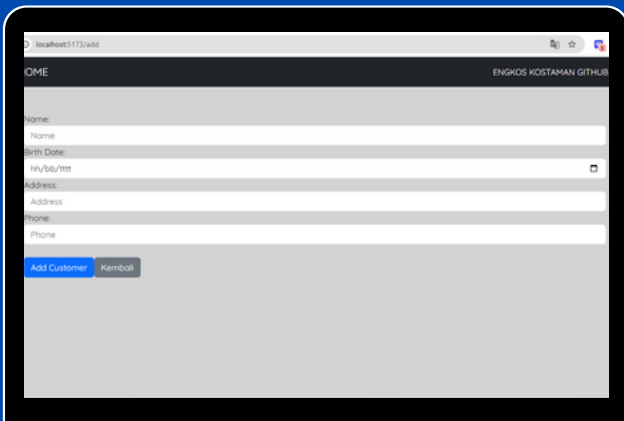 localhost:5173/add
OME
ENGKOS KOSTAMAN GITHUB
Name:
Name
Birth Date:
hh/bb/tttt
Address:
Address
Phone:
Phone
Add Customer
Kembali